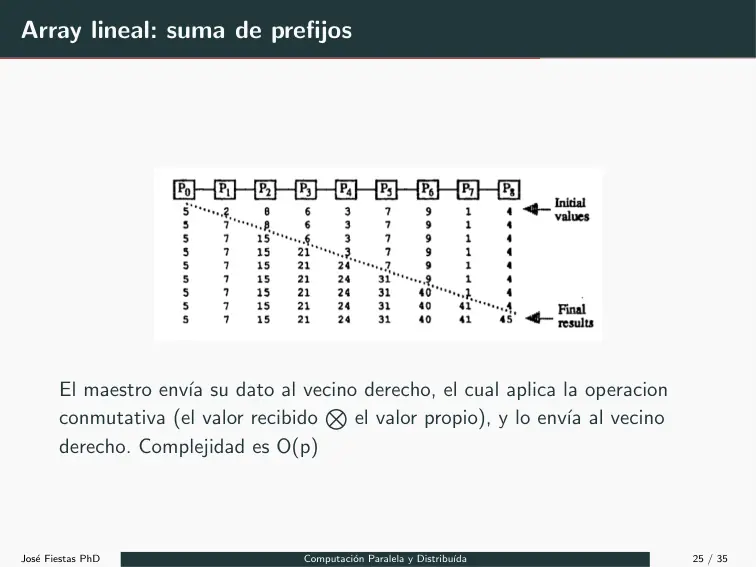 Array lineal: suma de prefijos
P0 P1 P2 P3 P4 P5 P6 P7 P8
5 2 8 6 3 7 9 1 4 Initial values
5 7 8 6 3 7 9 1 4
5 7 15 6 3 7 9 1 4
5 7 15 21 3 7 9 1 4
5 7 15 21 24 7 9 1 4
5 7 15 21 24 31 9 1 4
5 7 15 21 24 31 40 1 4
5 7 15 21 24 31 40 41 4
5 7 15 21 24 31 40 41 45 Final results
El maestro envía su dato al vecino derecho, el cual aplica la operacion
conmutativa (el valor recibido ⊗ el valor propio), y lo envía al vecino
derecho. Complejidad es O(p)
José Fiestas PhD Computación Paralela y Distribuída 25 / 35